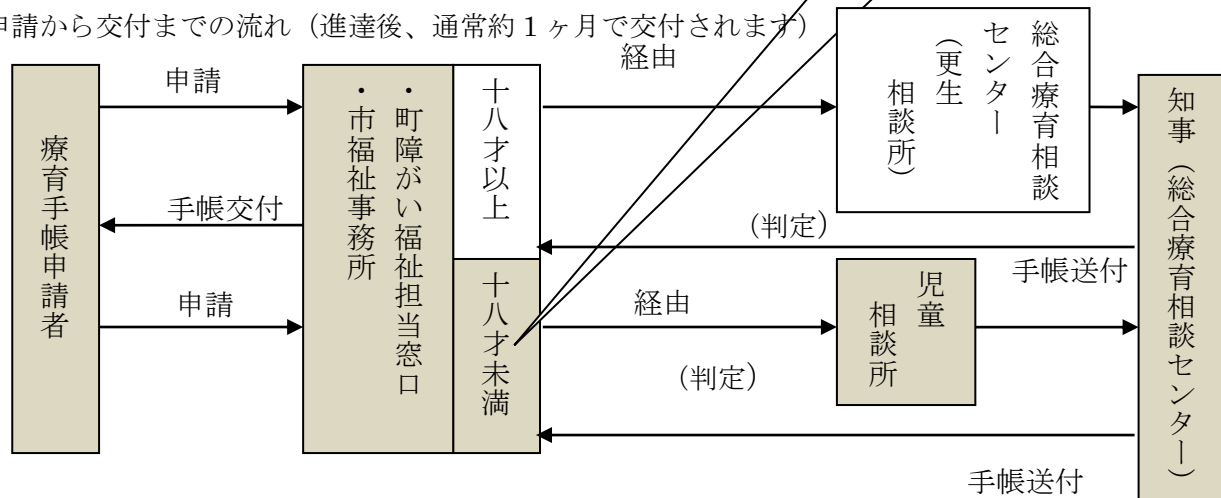 申請から交付までの流れ（進達後、通常約１ヶ月で交付されます）
療育手帳申請者
申請
手帳交付
申請
・町障がい福祉担当窓口
・市福祉事務所
十八才以上
十八才未満
経由
総合療育相談
センター
（更生
相談所）
（判定）
手帳送付
経由
児童
相談所
（判定）
手帳送付
知事（総合療育相談センター）